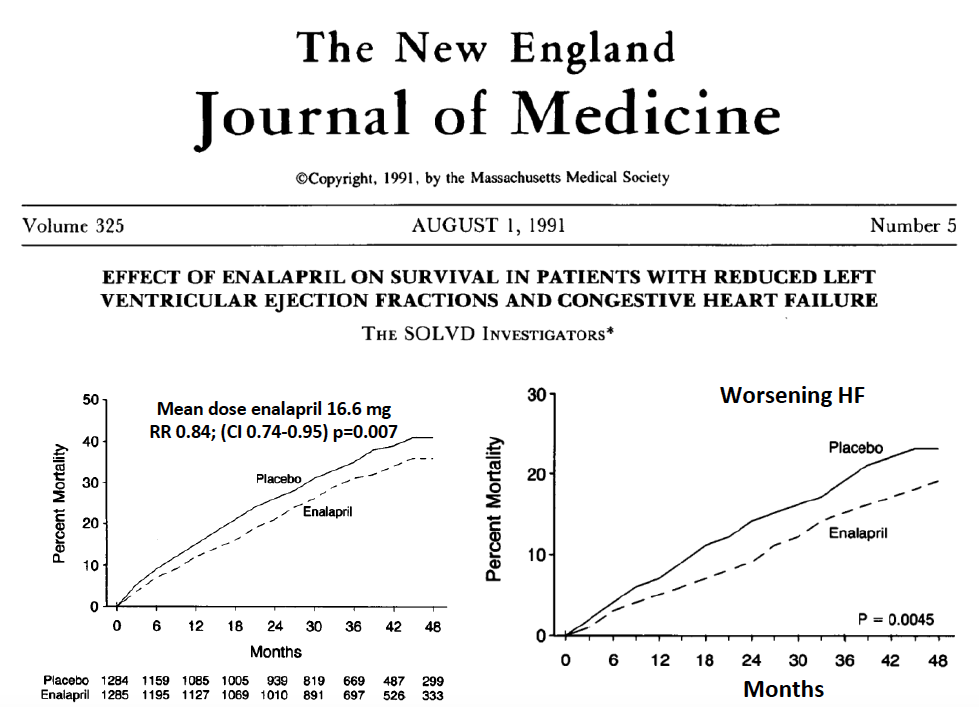 The New England
Journal of Medicine
©Copyright, 1991, by the Massachusetts Medical Society
Volume 325
AUGUST 1, 1991
Number 5
EFFECT OF ENALAPRIL ON SURVIVAL IN PATIENTS WITH REDUCED LEFT
VENTRICULAR EJECTION FRACTIONS AND CONGESTIVE HEART FAILURE
THE SOLVD INVESTIGATORS*
Mean dose enalapril 16.6 mg
RR 0.84; (CI 0.74-0.95) p=0.007
Percent Mortality
50
40
30
20
10
0
Placebo
Enalapril
0 6 12 18 24 30 36 42 48
Months
Placebo 1284 1159 1085 1005 939 819 669 487 299
Enalapril 1285 1195 1127 1069 1010 891 697 526 333
Worsening HF
Percent Mortality
30
20
10
0
Placebo
Enalapril
P = 0.0045
0 6 12 18 24 30 36 42 48
Months